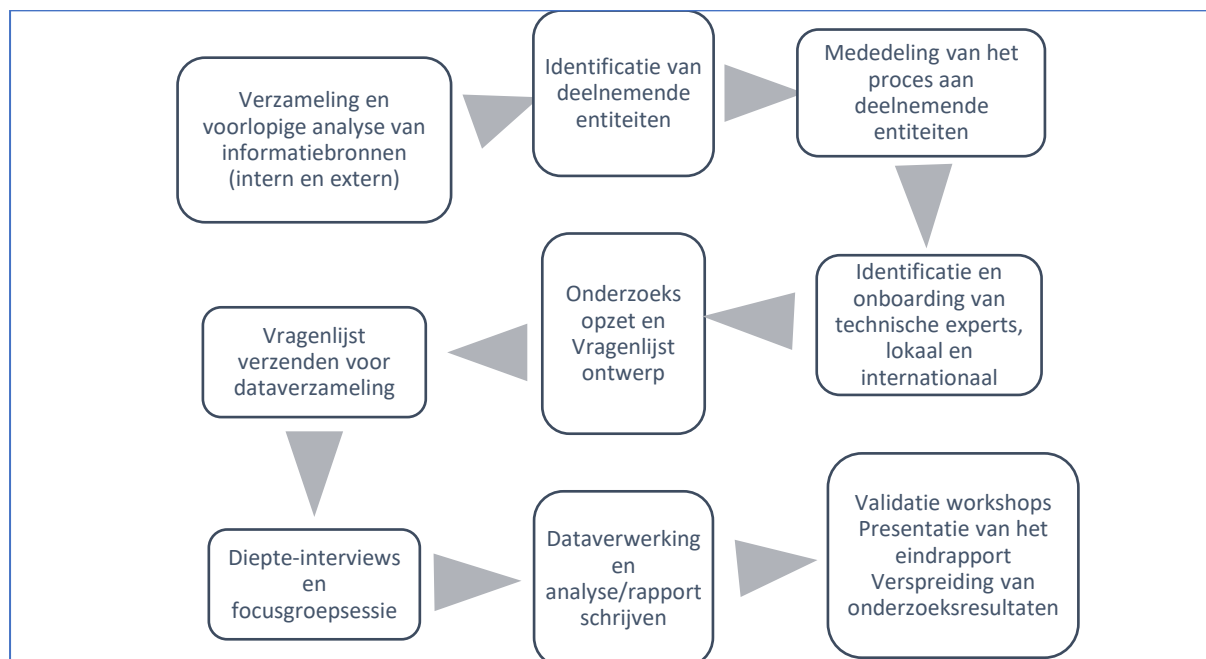 Verzameling en
voorlopige analyse van
informatiebronnen
(intern en extern)
Identificatie van
deelnemende
entiteiten
Mededeling van het
proces aan
deelnemende
entiteiten
Identificatie en
onboarding van
technische experts,
lokaal en
internationaal
Onderzoeks
opzet en
Vragenlijst
ontwerp
Vragenlijst
verzenden voor
dataverzameling
Diepte-interviews
en
focusgroepsessie
Dataverwerking
en
analyse/rapport
schrijven
Validatie workshops
Presentatie van het
eindrapport
Verspreiding van
onderzoeksresultaten